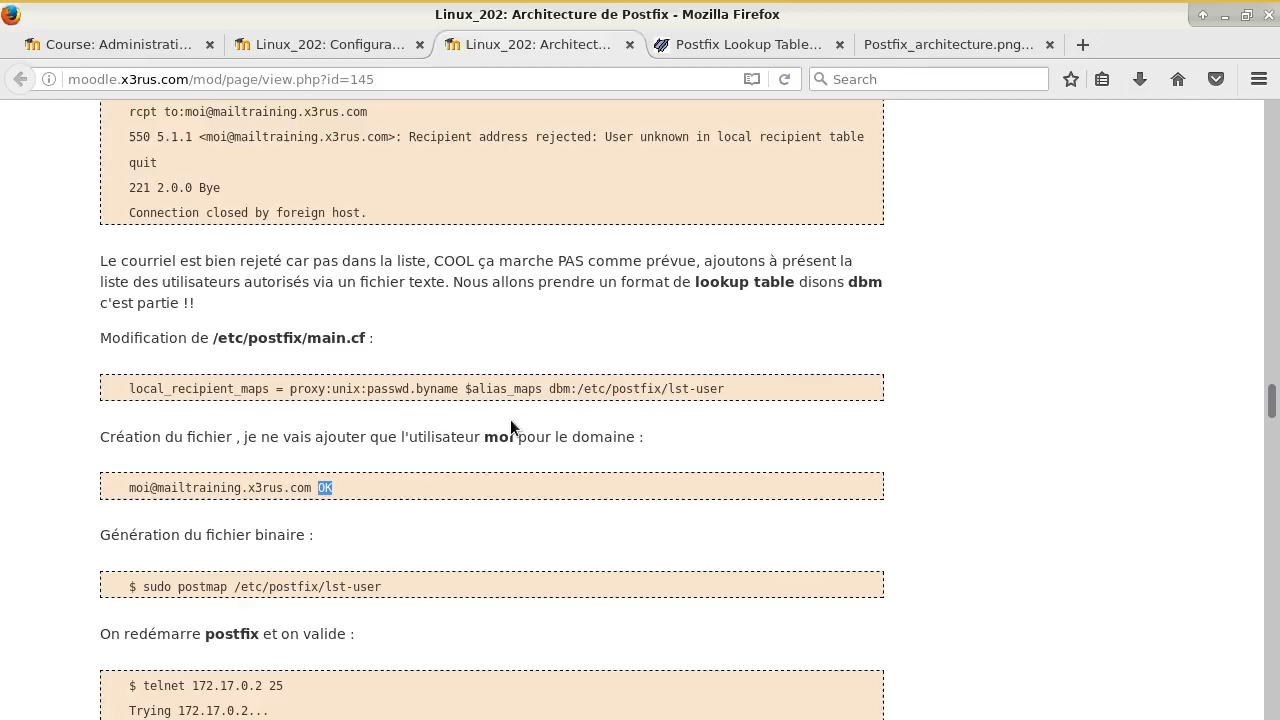 Linux_202: Architecture de Postfix - Mozilla Firefox
Course: Administrati... Linux_202: Configura... Linux_202: Architect... Postfix Lookup Table... Postfix_architecture.png...
moodle.x3rus.com/mod/page/view.php?id=145 Search
rcpt to:moi@mailtraining.x3rus.com
550 5.1.1 <moi@mailtraining.x3rus.com>: Recipient address rejected: User unknown in local recipient table
quit
221 2.0.0 Bye
Connection closed by foreign host.
Le courriel est bien rejeté car pas dans la liste, COOL ça marche PAS comme prévue, ajoutons à présent la
liste des utilisateurs autorisés via un fichier texte. Nous allons prendre un format de lookup table disons dbm
c'est partie !!
Modification de /etc/postfix/main.cf :
local_recipient_maps = proxy:unix:passwd.byname $alias_maps dbm:/etc/postfix/lst-user
Création du fichier , je ne vais ajouter que l'utilisateur moi pour le domaine :
moi@mailtraining.x3rus.com OK
Génération du fichier binaire :
$ sudo postmap /etc/postfix/lst-user
On redémarre postfix et on valide :
$ telnet 172.17.0.2 25
Trying 172.17.0.2...